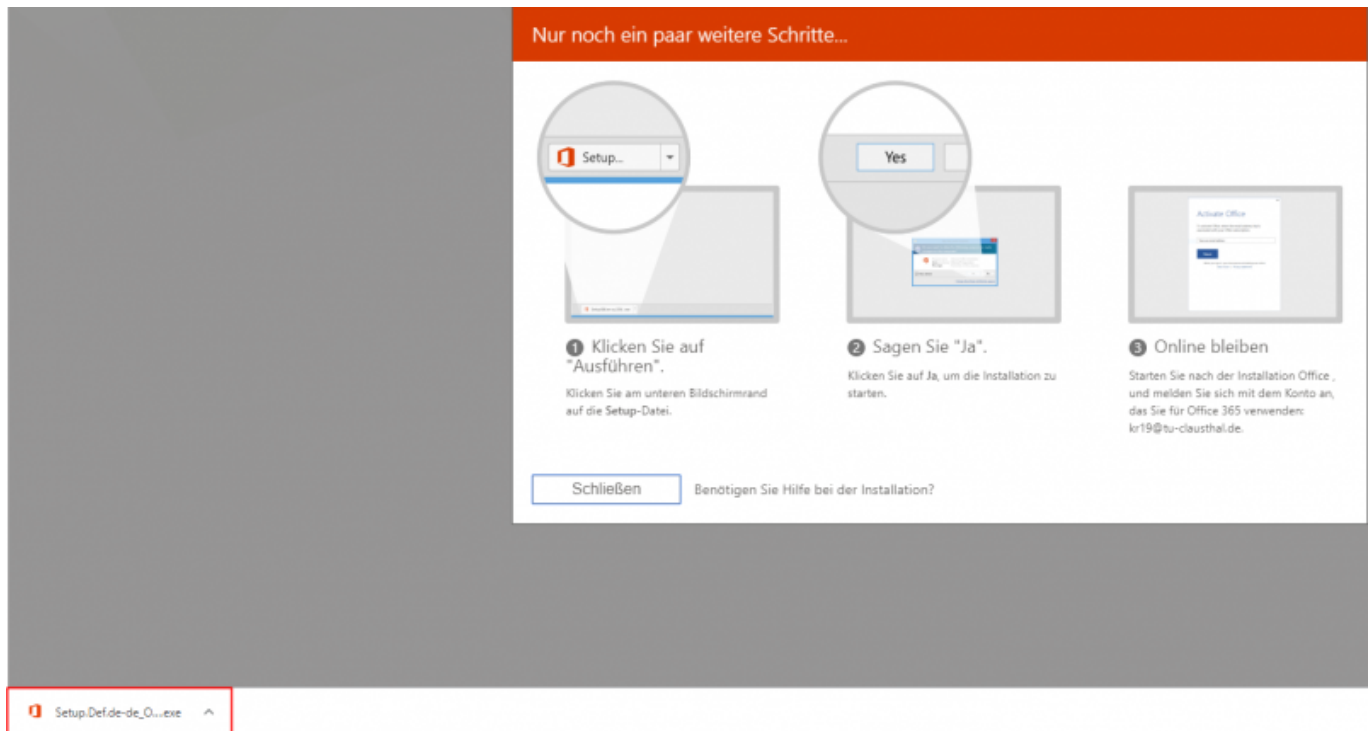 Nur noch ein paar weitere Schritte...
Setup...
Yes
Activate Office
1 Klicken Sie auf
"Ausführen".
Klicken Sie am unteren Bildschirmrand
auf die Setup-Datei.
2 Sagen Sie "Ja".
Klicken Sie auf Ja, um die Installation zu
starten.
3 Online bleiben
Starten Sie nach der Installation Office ,
und melden Sie sich mit dem Konto an,
das Sie für Office 365 verwenden:
kr19@tu-clausthal.de.
Schließen
Benötigen Sie Hilfe bei der Installation?
Setup.Def.de-de_O....exe